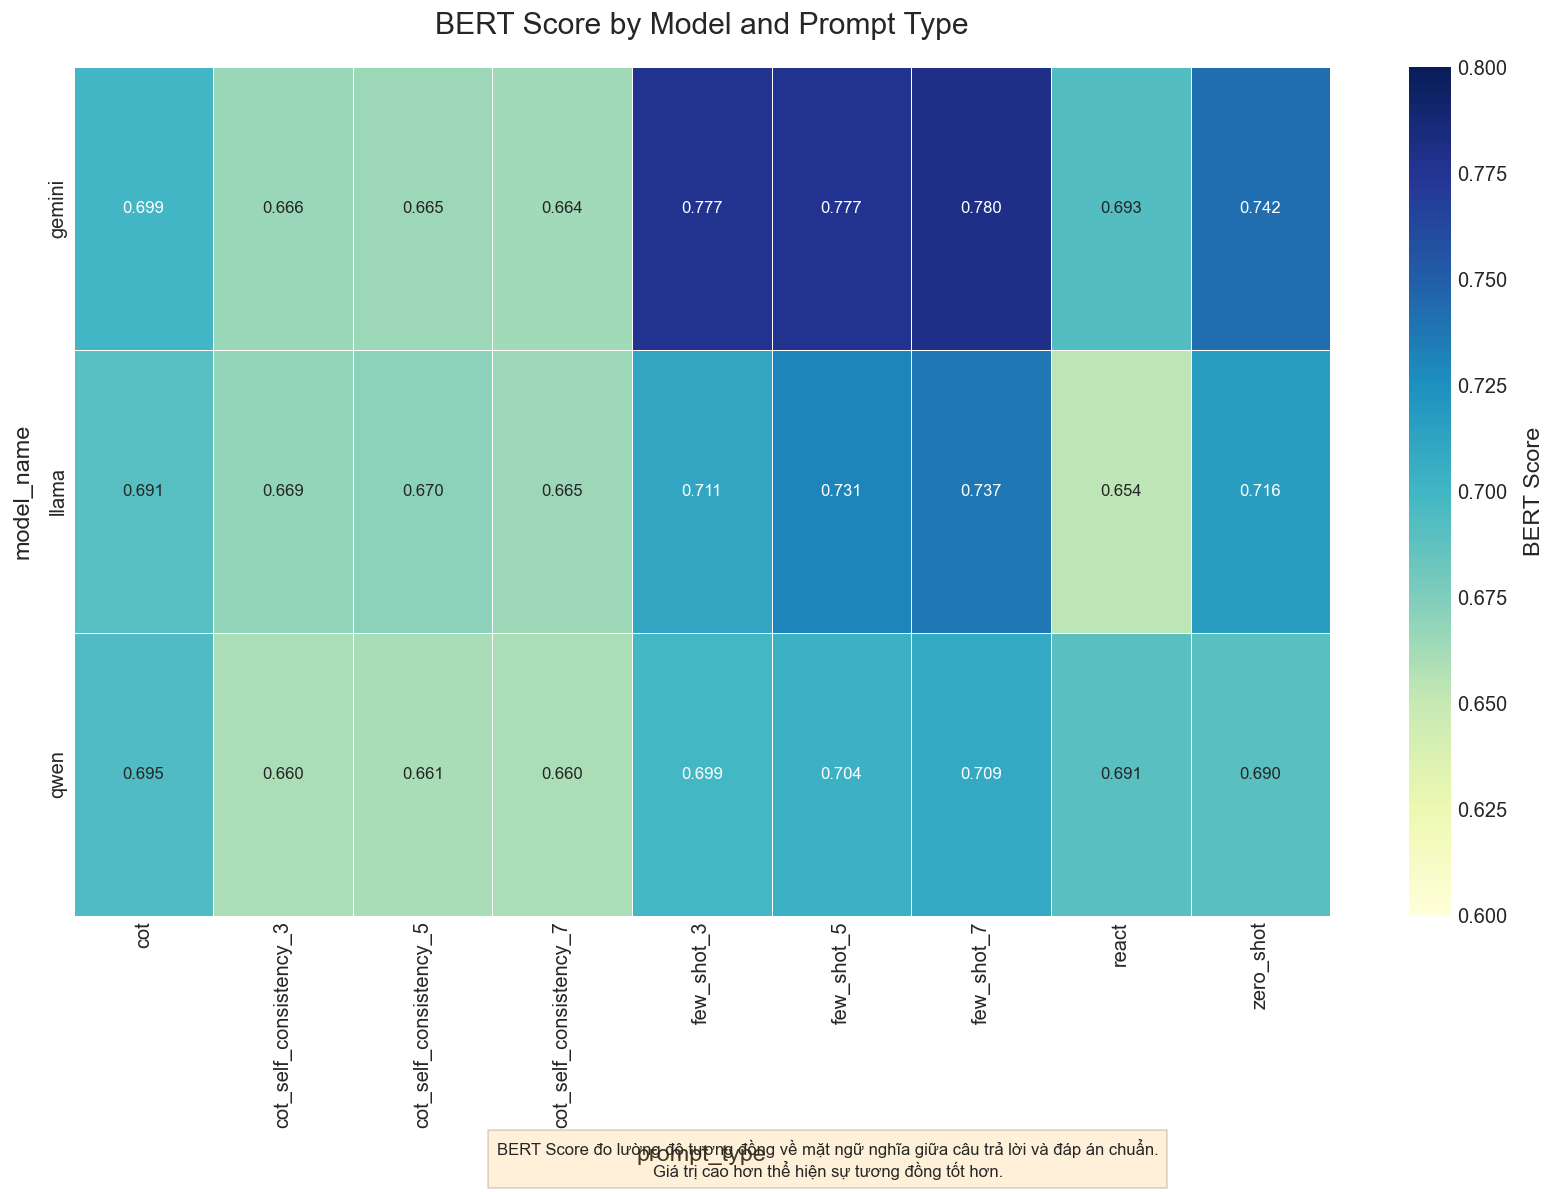 BERT Score by Model and Prompt Type
model_name
gemini
0.699 0.666 0.665 0.664 0.777 0.777 0.780 0.693 0.742
llama
0.691 0.669 0.670 0.665 0.711 0.731 0.737 0.654 0.716
qwen
0.695 0.660 0.661 0.660 0.699 0.704 0.709 0.691 0.690
cot
cot_self_consistency_3
cot_self_consistency_5
cot_self_consistency_7
few_shot_3
few_shot_5
few_shot_7
react
zero_shot
prompt_type
BERT Score đo lường độ tương đồng về mặt ngữ nghĩa giữa câu trả lời và đáp án chuẩn.
Giá trị cao hơn thể hiện sự tương đồng tốt hơn.
0.800
0.775
0.750
0.725
0.700
0.675
0.650
0.625
0.600
BERT Score